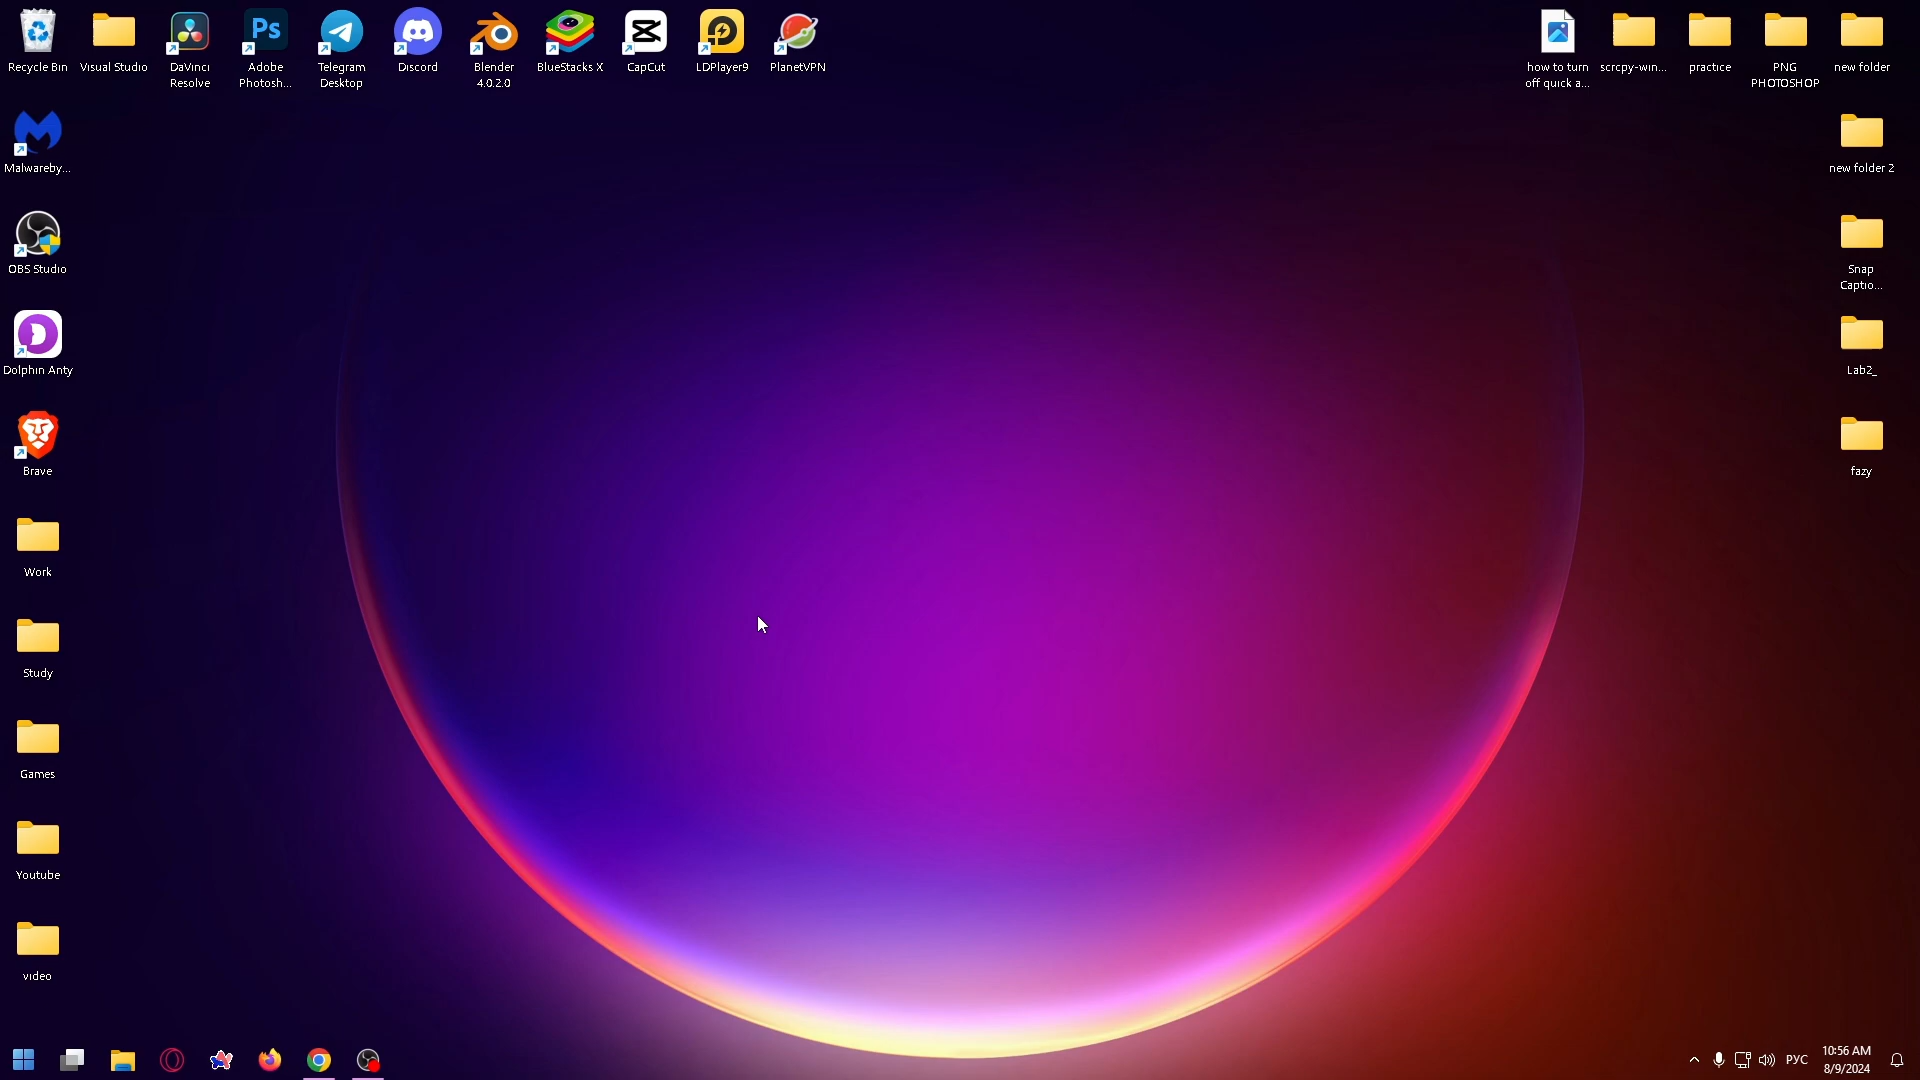 Recycle Bin
Visual Studio
DaVinci
Resolve
Ps
Adobe
Photosh...
Telegram
Desktop
Discord
Blender
4.0.2.0
BlueStacks X
CapCut
LDPlayer9
PlanetVPN
how to turn
off quick a...
scrcpy-win...
practice
PNG
PHOTOSHOP
new folder
Malwareby...
new folder 2
OBS Studio
Snap
Captio...
Dolphin Anty
Lab2_
Brave
fazy
Work
Study
Games
Youtube
video
РУС
10:56 AM
8/9/2024